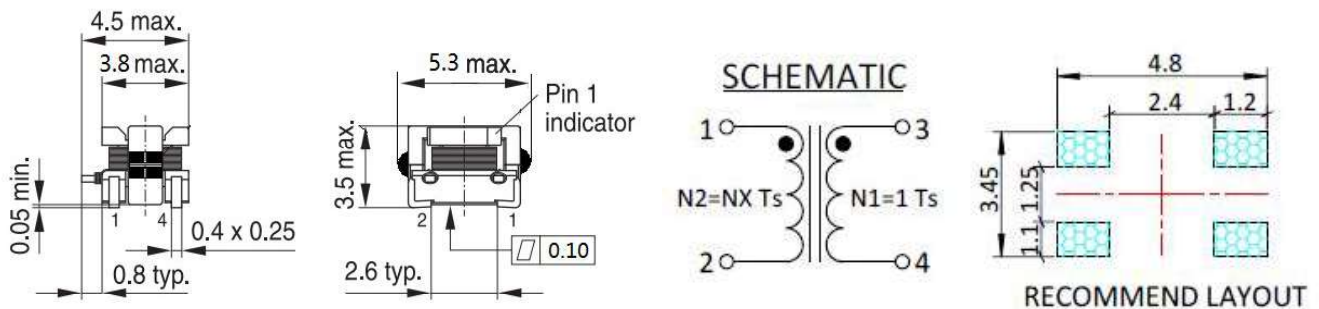 4.5 max.
3.8 max.
0.05 min.
1 4
0.4 x 0.25
0.8 typ.
5.3 max.
Pin 1
indicator
3.5 max.
2 1
0.10
2.6 typ.
SCHEMATIC
1 3
N2=NX Ts N1=1 Ts
2 4
4.8
2.4 1.2
3.45
1.25
1.1
RECOMMEND LAYOUT